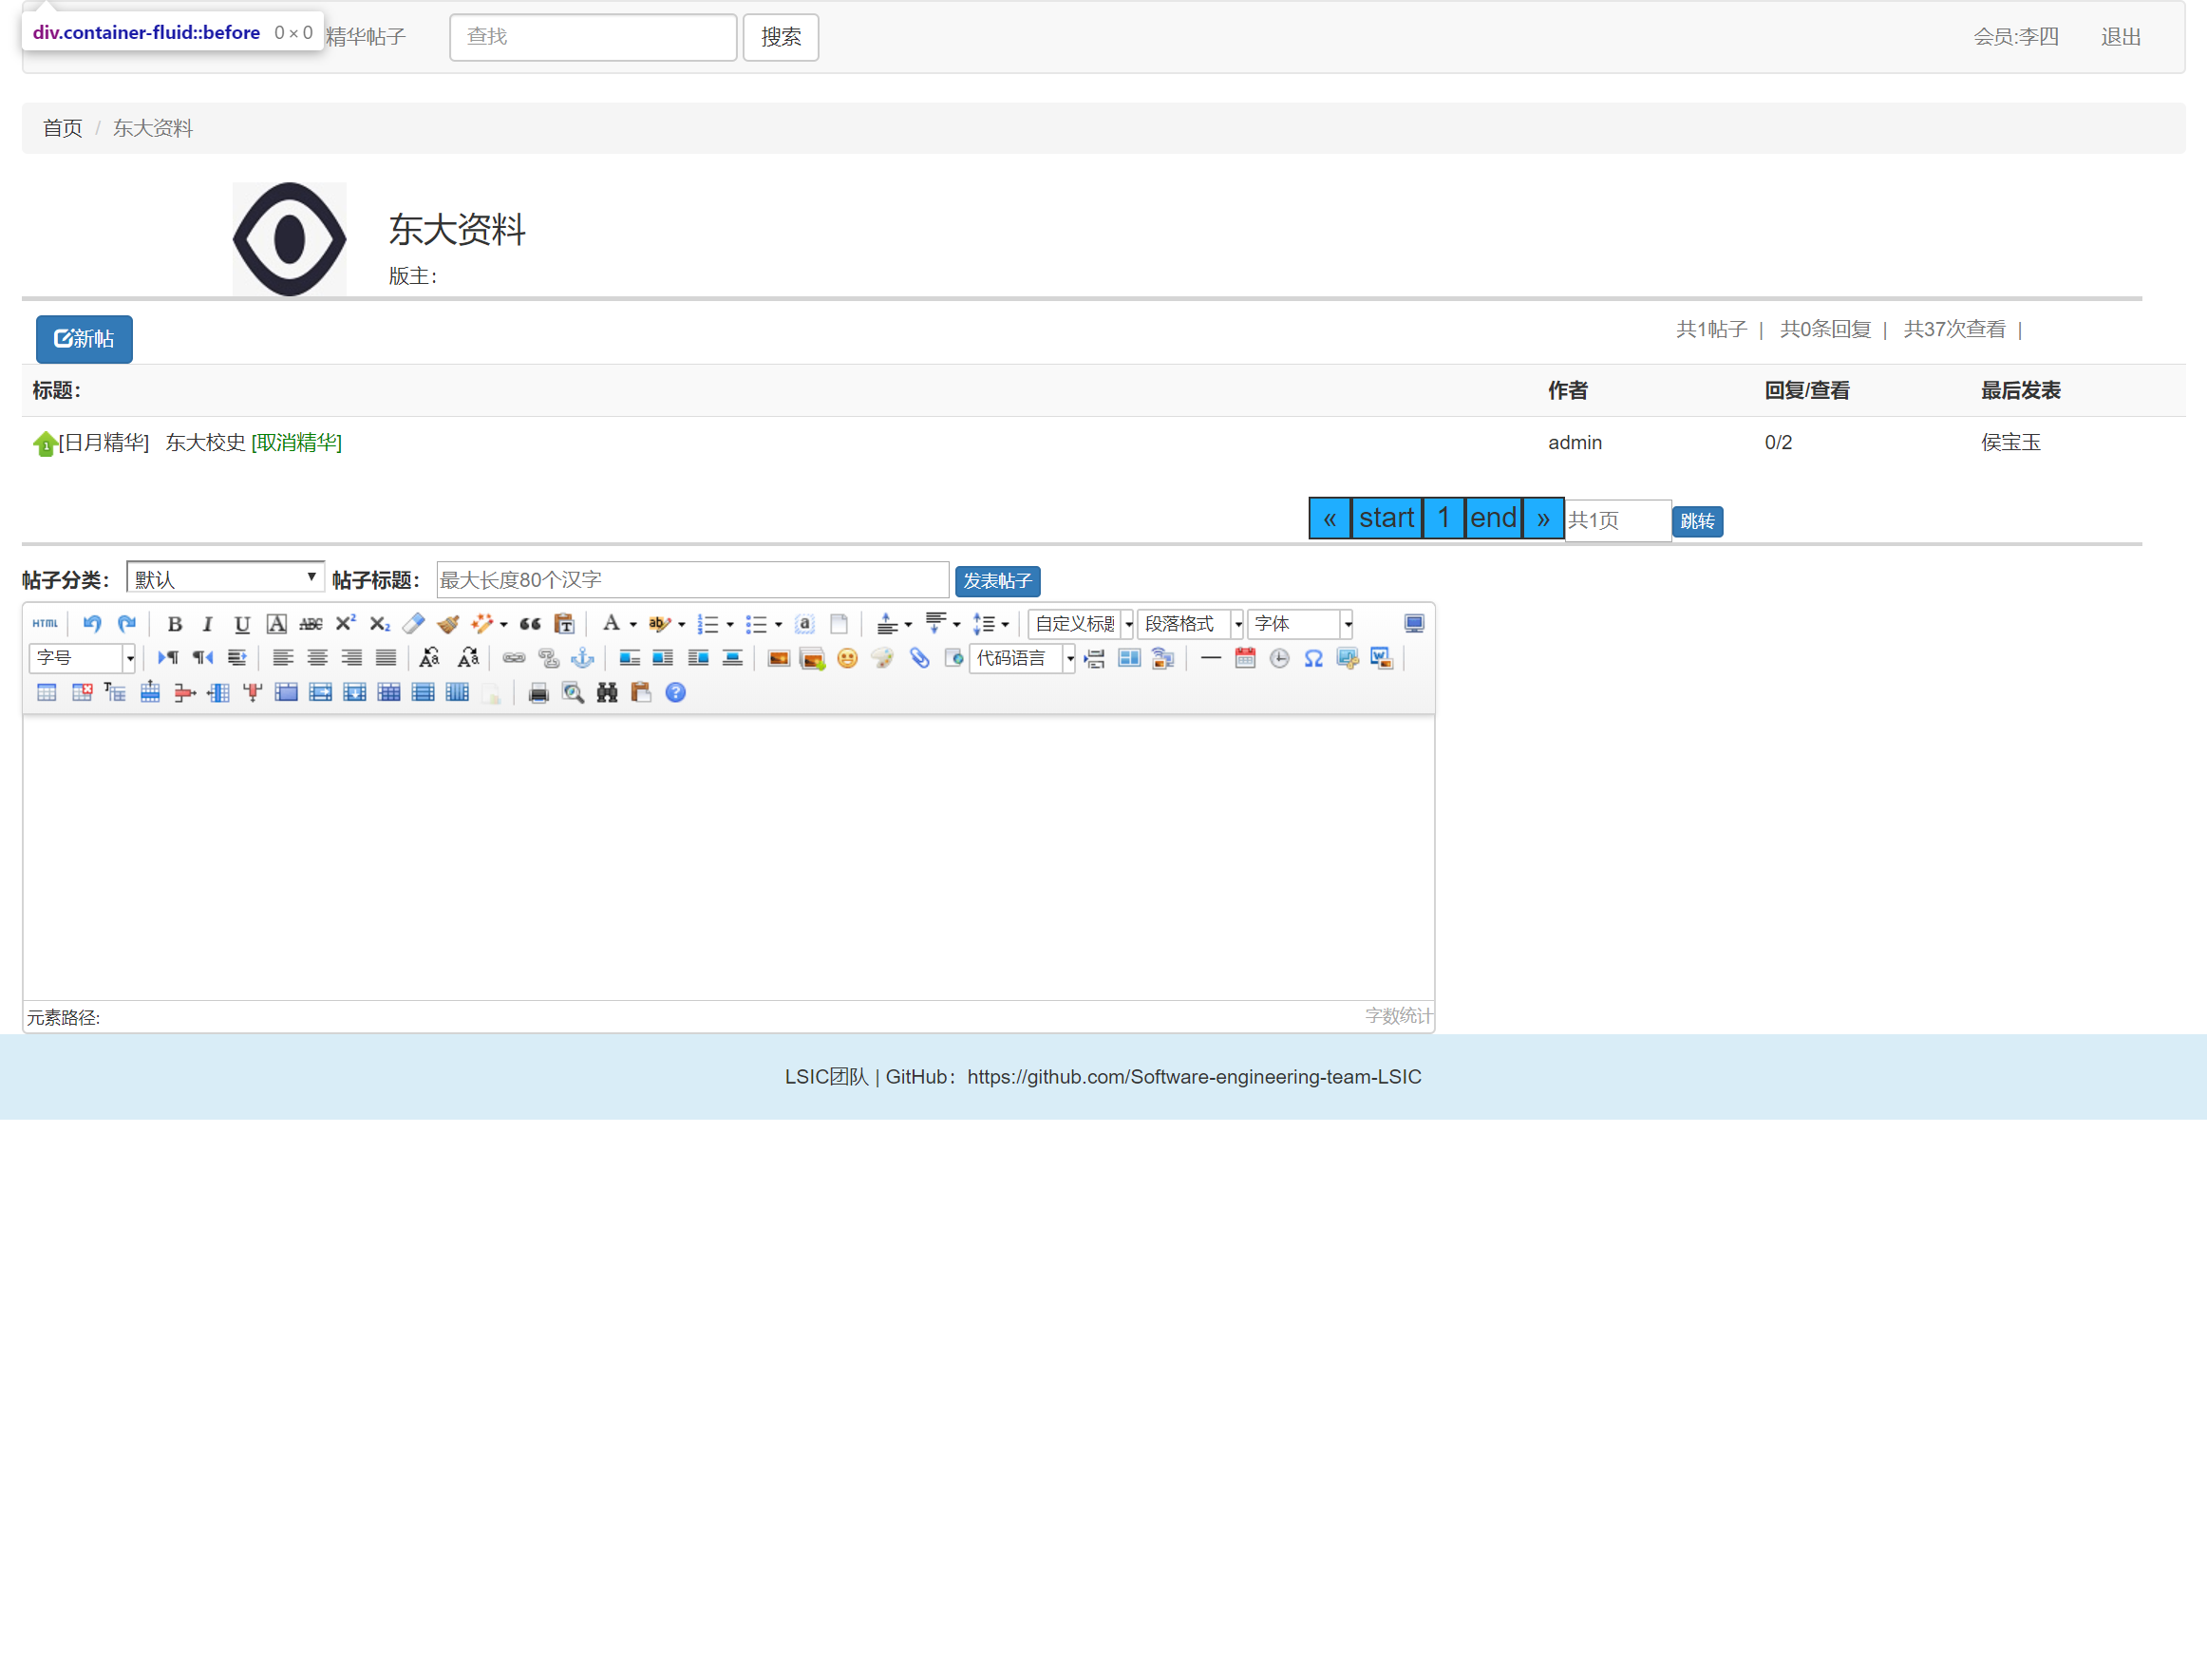 div.container-fluid::before 0 × 0 精华帖子 查找 搜索 会员:李四 退出
首页 / 东大资料
东大资料
版主：
新帖 共1帖子 | 共0条回复 | 共37次查看 |
标题： 作者 回复/查看 最后发表
1 [日月精华] 东大校史 [取消精华] admin 0/2 侯宝玉
« start 1 end » 共1页 跳转
帖子分类： 默认 帖子标题： 最大长度80个汉字 发表帖子
HTML B I U A ABC X² X₂ T A ab a 自定义标题 段落格式 字体
字号 Aa Aa 代码语言 Ω W
T ?
元素路径: 字数统计
LSIC团队 | GitHub：https://github.com/Software-engineering-team-LSIC